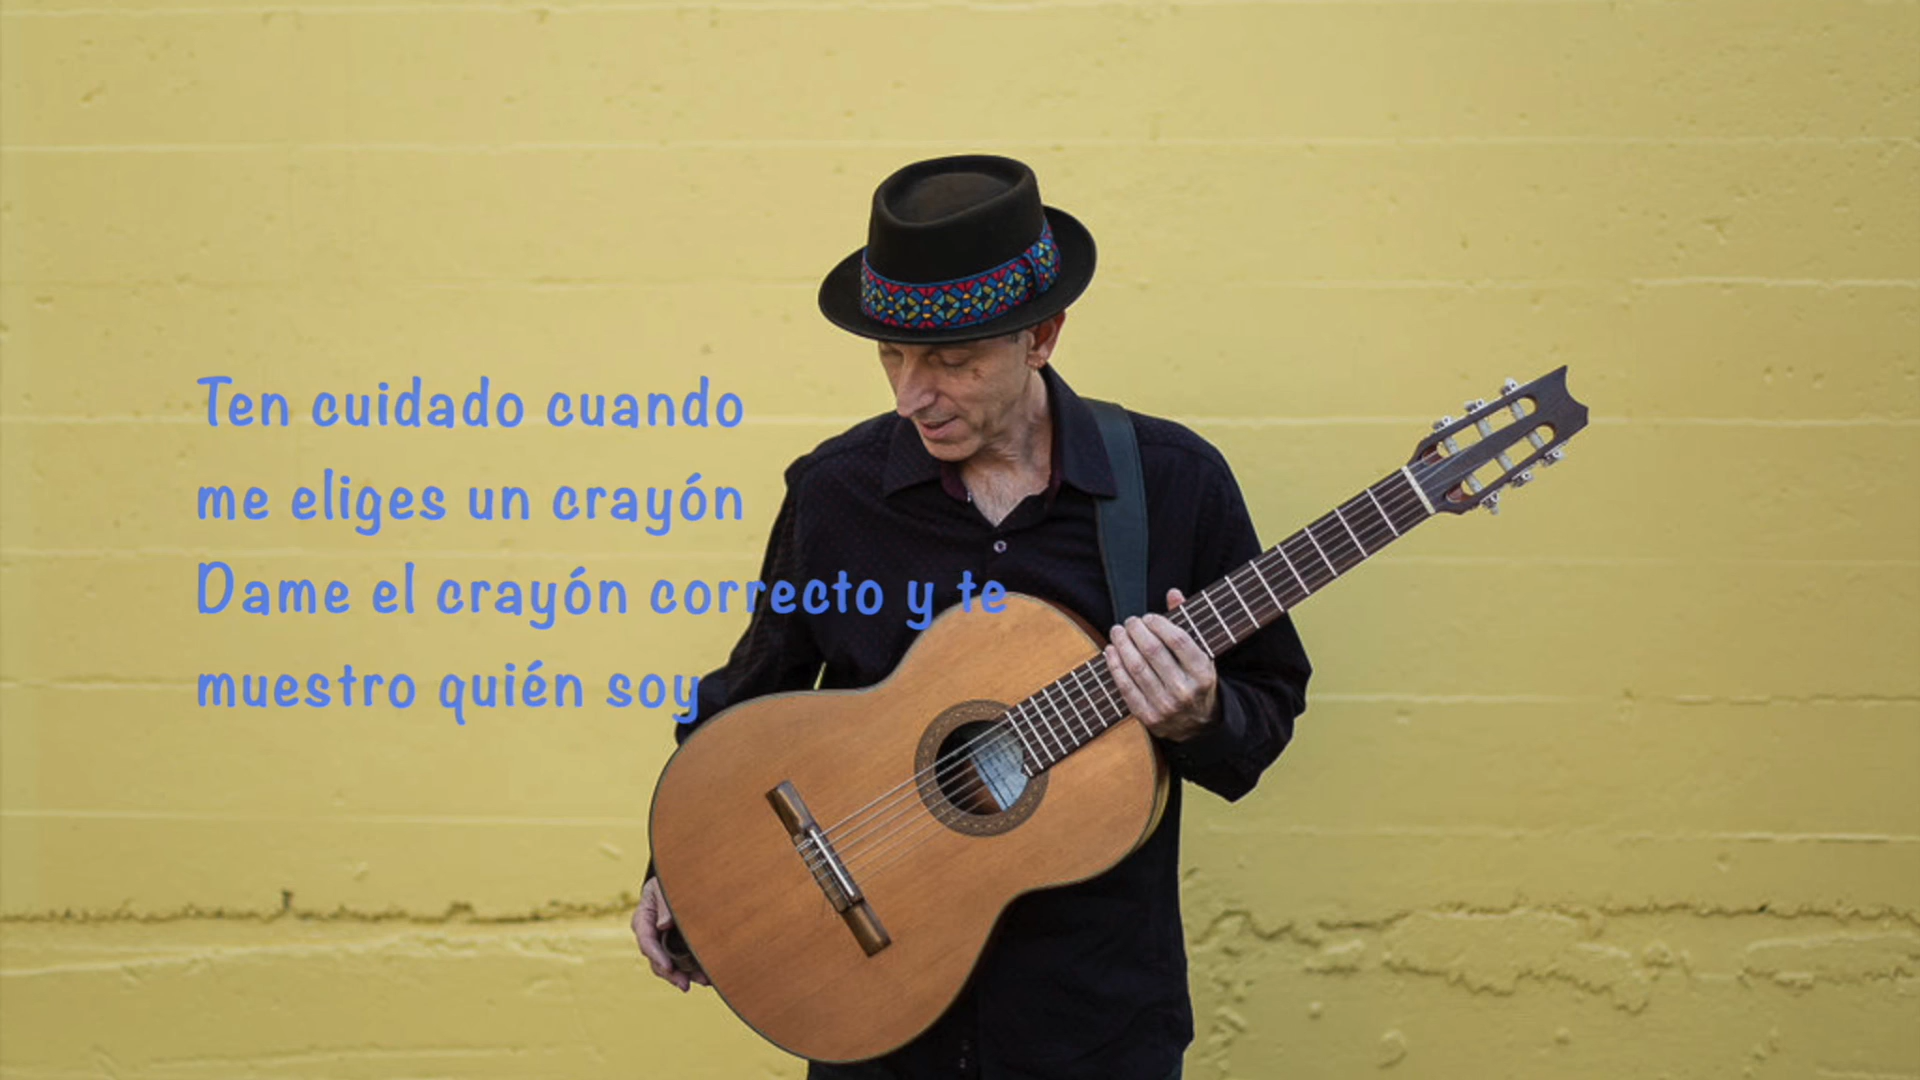 Ten cuidado cuando
me eliges un crayón
Dame el crayón correcto y te
muestro quién soy